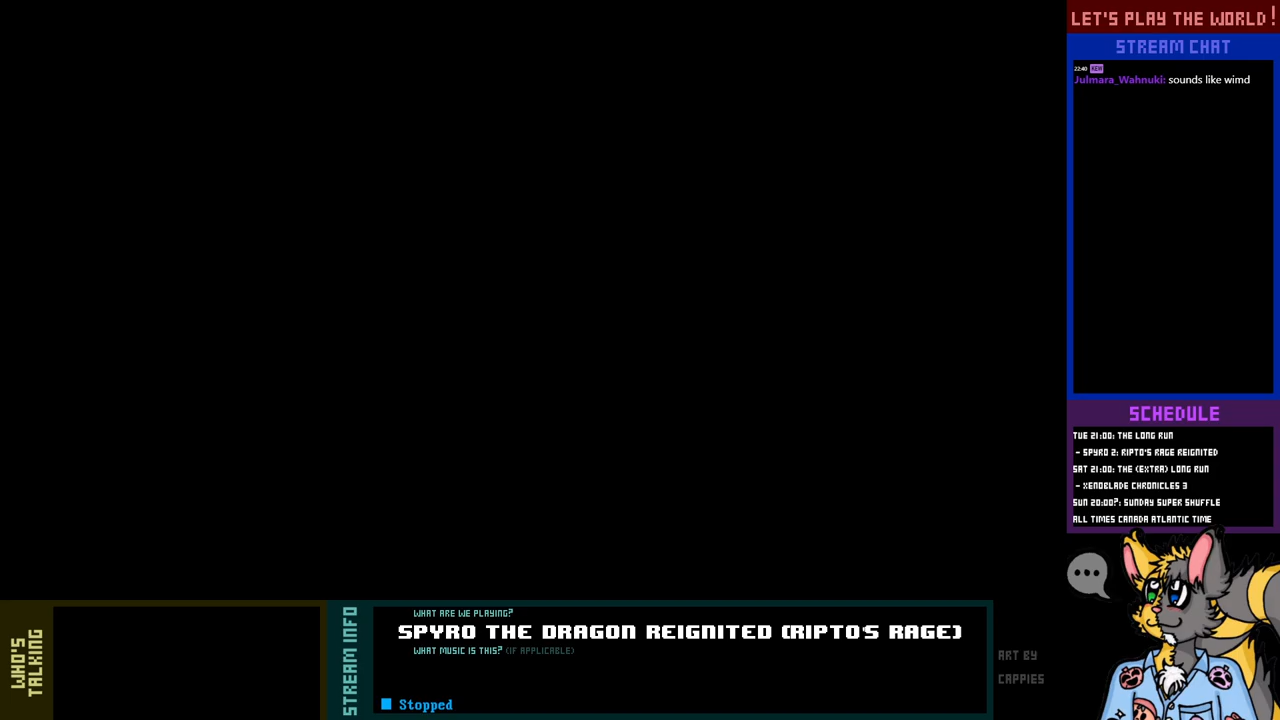 LET'S PLAY THE WORLD!
STREAM CHAT
22:40 NEW
Julmara_Wahnuki: sounds like wimd
SCHEDULE
TUE 21:00: THE LONG RUN
- SPYRO 2: RIPTO'S RAGE REIGNITED
SAT 21:00: THE (EXTRA) LONG RUN
- XENOBLADE CHRONICLES 3
SUN 20:00?: SUNDAY SUPER SHUFFLE
ALL TIMES CANADA ATLANTIC TIME
WHO'S TALKING
STREAM INFO
WHAT ARE WE PLAYING?
SPYRO THE DRAGON REIGNITED (RIPTO'S RAGE)
WHAT MUSIC IS THIS? (IF APPLICABLE)
Stopped
ART BY
CAPPIES